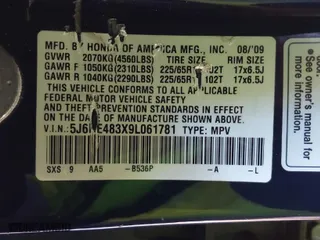 MFD. BY HONDA OF AMERICA MFG., INC. 08/'09
GVWR 2070KG(4560LBS) TIRE SIZE RIM SIZE
GAWR F 1050KG(2310LBS) 225/65R 102T 17x6.5J
GAWR R 1040KG(2290LBS) 225/65R 102T 17x6.5J
THIS VEHICLE CONFORMS TO ALL APPLICABLE
FEDERAL MOTOR VEHICLE SAFETY
AND THEFT PREVENTION STANDARDS IN EFFECT
ON THE DATE OF MANUFACTURE SHOWN ABOVE.
V.I.N.: TYPE: MPV
SXS 9 AA5 -B536P -A -L
See owner's
manual
more in